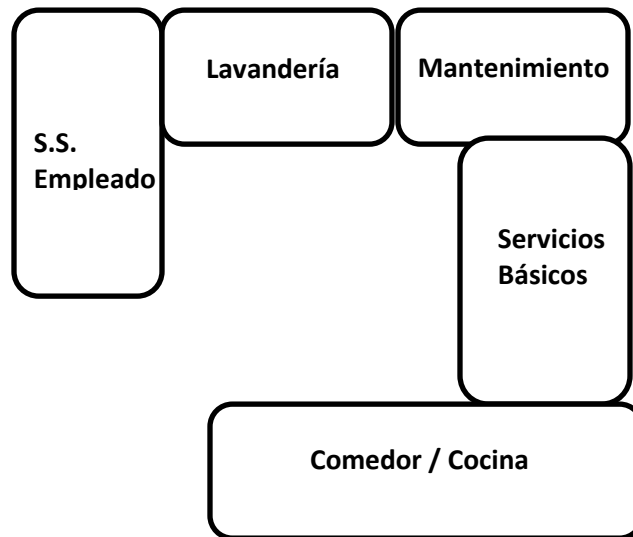 Lavandería
Mantenimiento
S.S.
Empleado
Servicios
Básicos
Comedor / Cocina